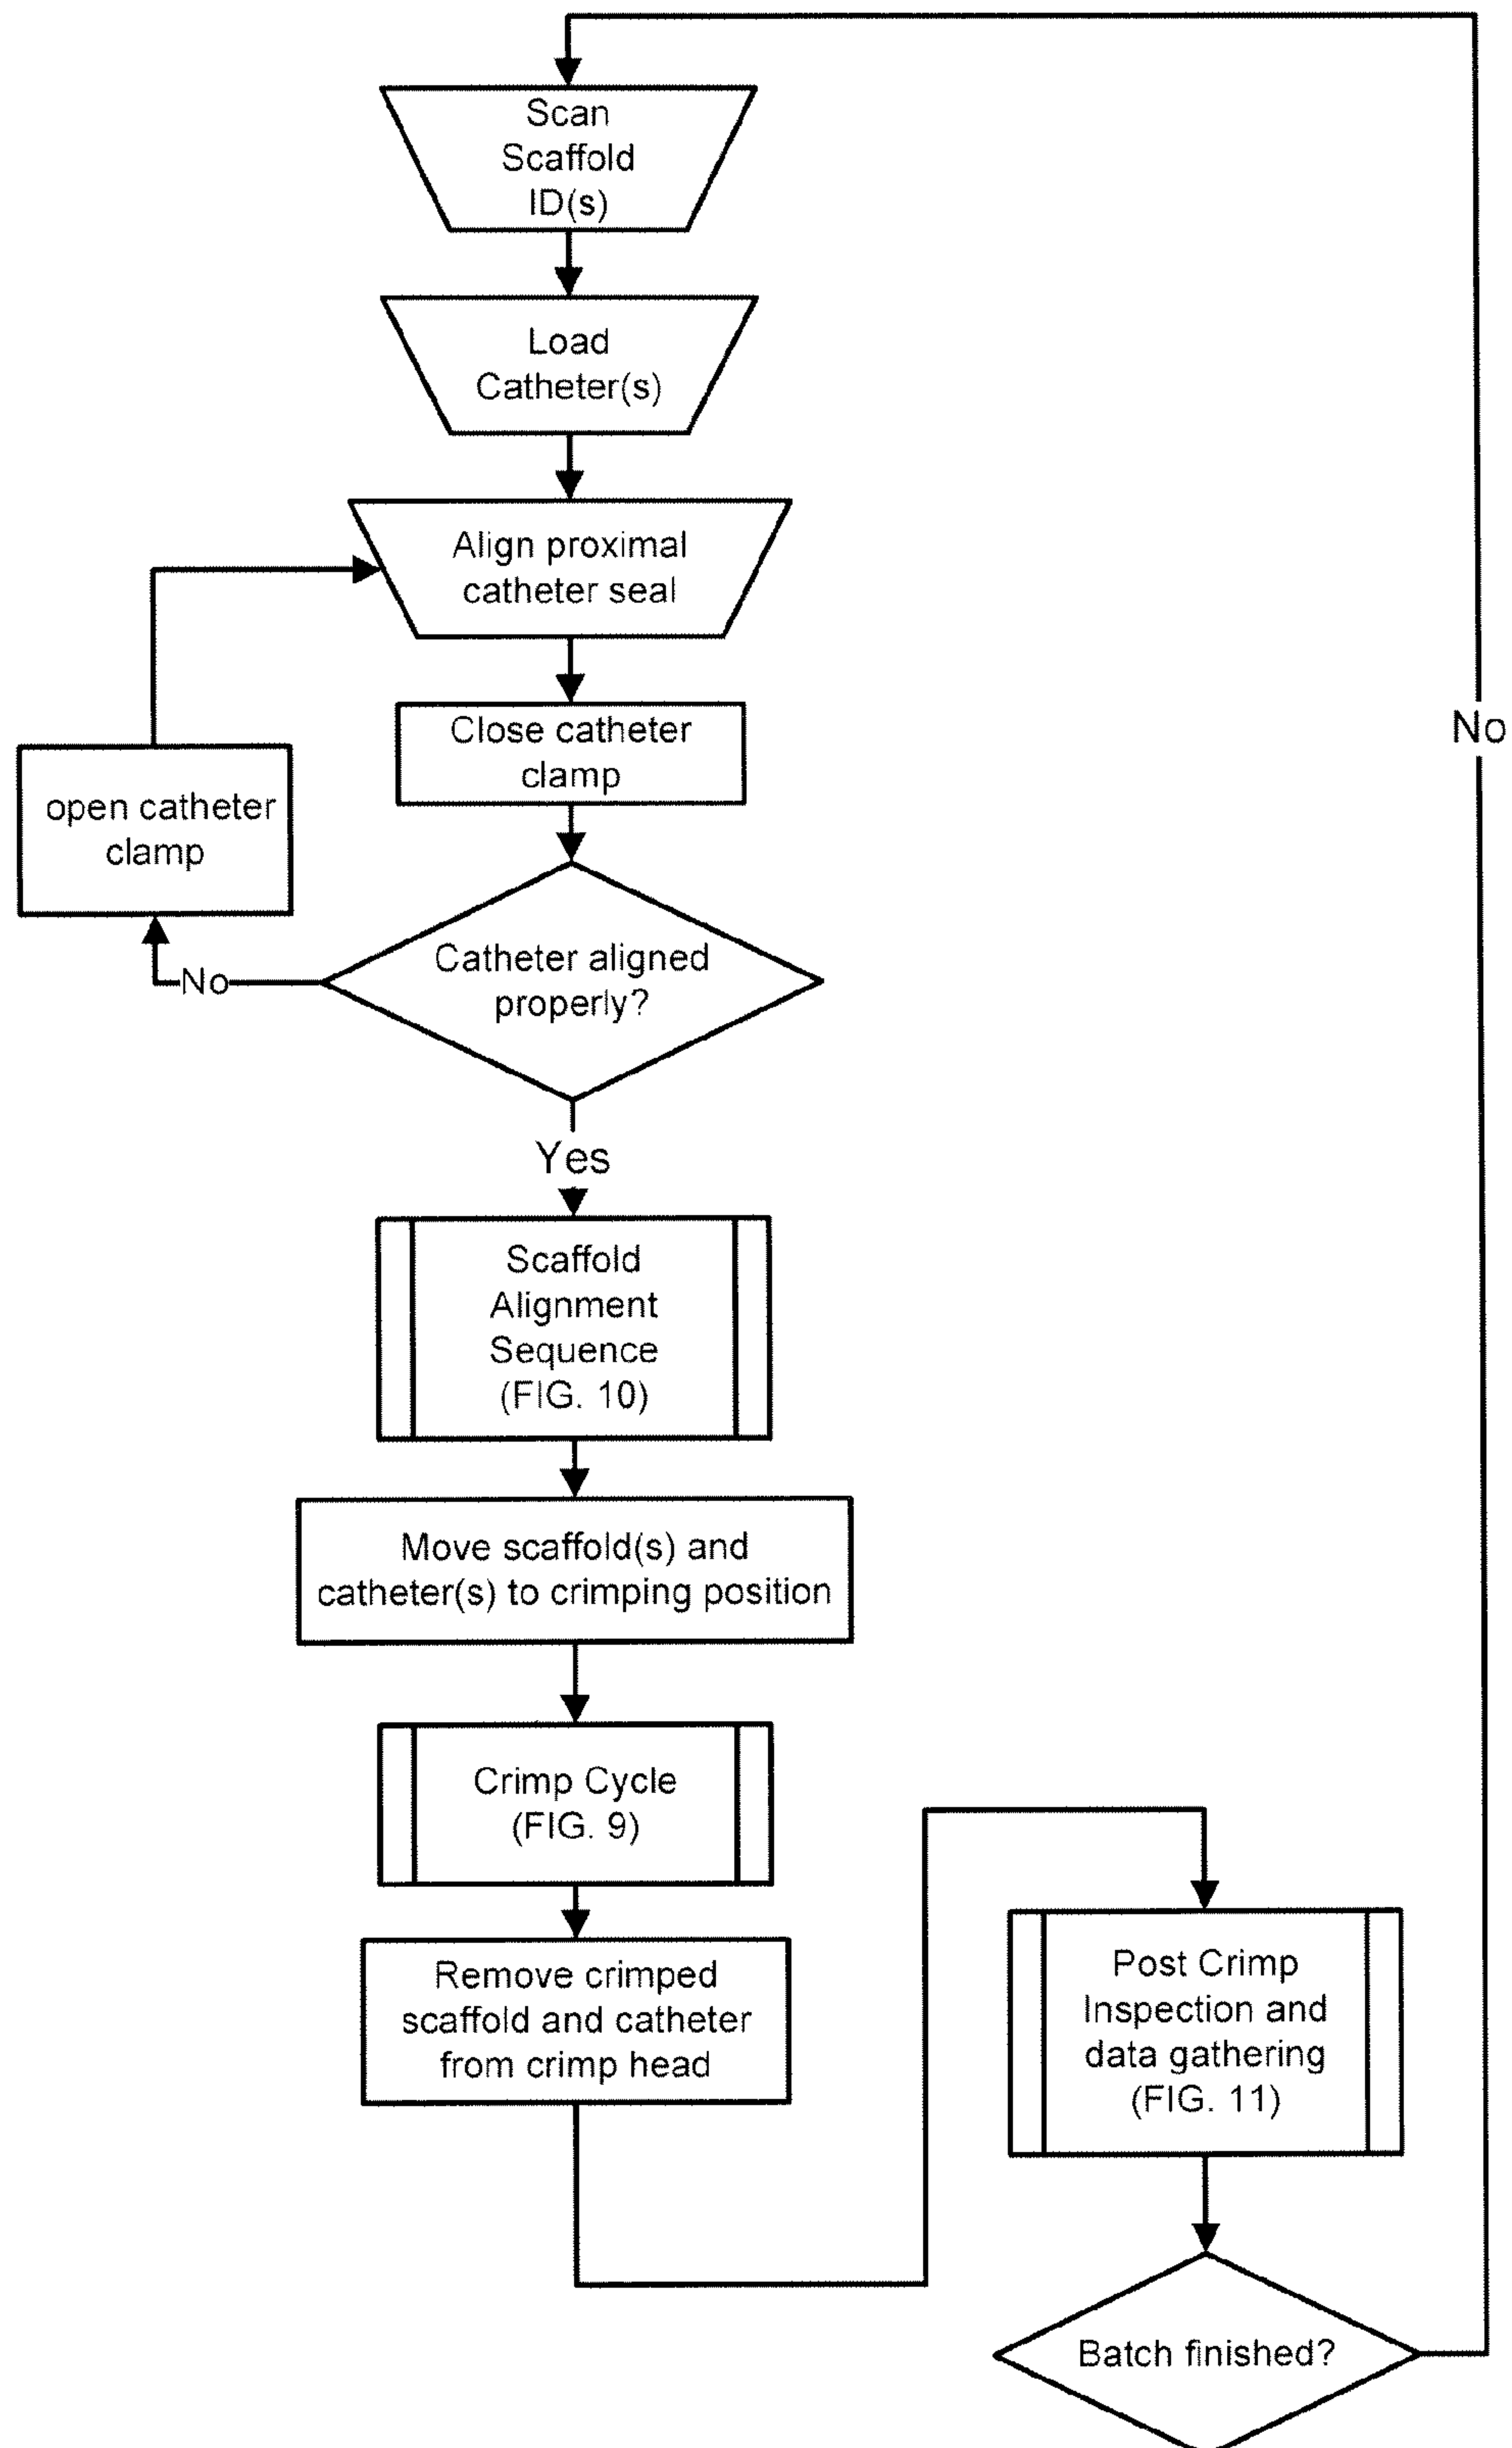 Scan
Scaffold
ID(s)
Load
Catheter(s)
Align proximal
catheter seal
Close catheter
clamp
open catheter
clamp
No
Catheter aligned
properly?
No
Yes
Scaffold
Alignment
Sequence
(FIG. 10)
Move scaffold(s) and
catheter(s) to crimping position
Crimp Cycle
(FIG. 9)
Remove crimped
scaffold and catheter
from crimp head
Post Crimp
Inspection and
data gathering
(FIG. 11)
Batch finished?